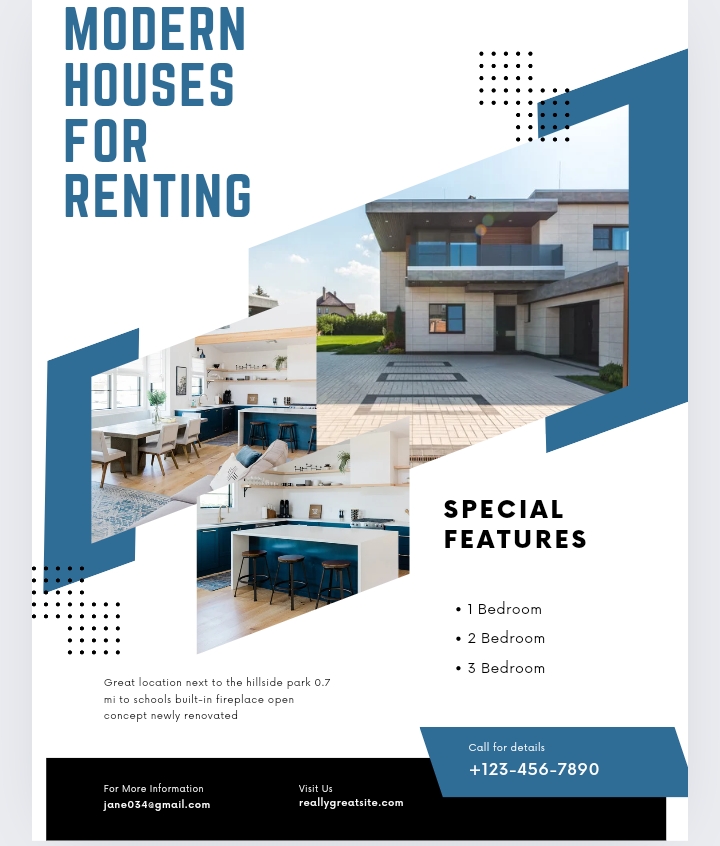 MODERN
HOUSES
FOR
RENTING
SPECIAL
FEATURES
• 1 Bedroom
• 2 Bedroom
• 3 Bedroom
Great location next to the hillside park 0.7
mi to schools built-in fireplace open
concept newly renovated
Call for details
+123-456-7890
For More Information
jane034@gmail.com
Visit Us
reallygreatsite.com